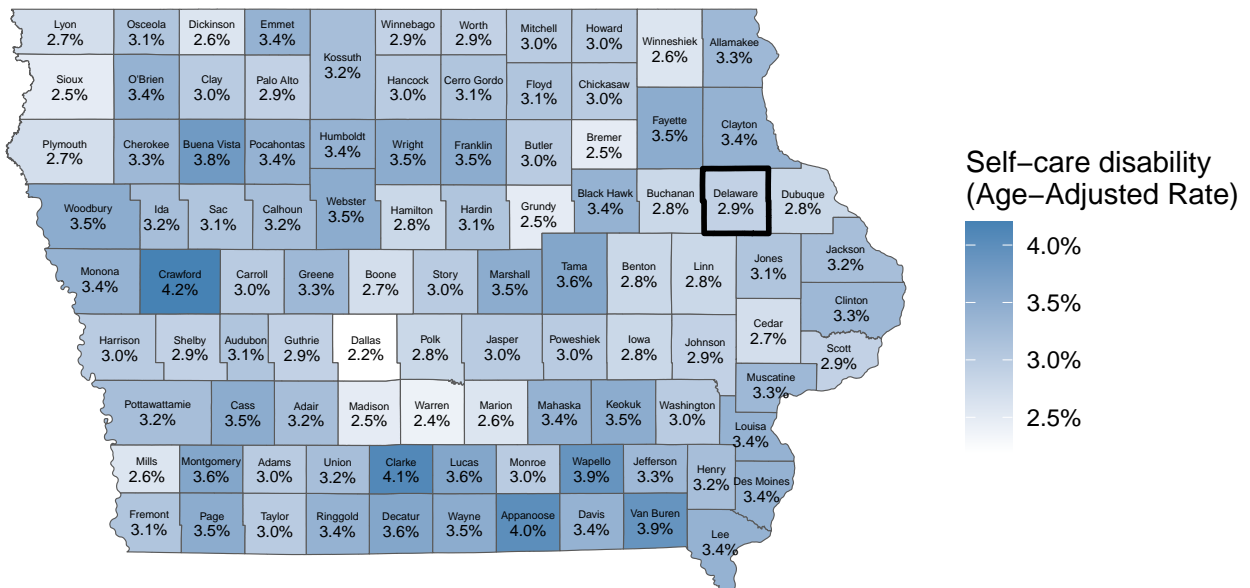 Lyon
2.7%
Osceola
3.1%
Dickinson
2.6%
Emmet
3.4%
Kossuth
3.2%
Winnebago
2.9%
Worth
2.9%
Mitchell
3.0%
Howard
3.0%
Winneshiek
2.6%
Allamakee
3.3%
Sioux
2.5%
O'Brien
3.4%
Clay
3.0%
Palo Alto
2.9%
Hancock
3.0%
Cerro Gordo
3.1%
Floyd
3.1%
Chickasaw
3.0%
Fayette
3.5%
Clayton
3.4%
Plymouth
2.7%
Cherokee
3.3%
Buena Vista
3.8%
Pocahontas
3.4%
Humboldt
3.4%
Wright
3.5%
Franklin
3.5%
Butler
3.0%
Bremer
2.5%
Woodbury
3.5%
Ida
3.2%
Sac
3.1%
Calhoun
3.2%
Webster
3.5%
Hamilton
2.8%
Hardin
3.1%
Grundy
2.5%
Black Hawk
3.4%
Buchanan
2.8%
Delaware
2.9%
Dubuque
2.8%
Monona
3.4%
Crawford
4.2%
Carroll
3.0%
Greene
3.3%
Boone
2.7%
Story
3.0%
Marshall
3.5%
Tama
3.6%
Benton
2.8%
Linn
2.8%
Jones
3.1%
Jackson
3.2%
Clinton
3.3%
Harrison
3.0%
Shelby
2.9%
Audubon
3.1%
Guthrie
2.9%
Dallas
2.2%
Polk
2.8%
Jasper
3.0%
Poweshiek
3.0%
Iowa
2.8%
Johnson
2.9%
Cedar
2.7%
Scott
2.9%
Muscatine
3.3%
Pottawattamie
3.2%
Cass
3.5%
Adair
3.2%
Madison
2.5%
Warren
2.4%
Marion
2.6%
Mahaska
3.4%
Keokuk
3.5%
Washington
3.0%
Louisa
3.4%
Mills
2.6%
Montgomery
3.6%
Adams
3.0%
Union
3.2%
Clarke
4.1%
Lucas
3.6%
Monroe
3.0%
Wapello
3.9%
Jefferson
3.3%
Henry
3.2%
Des Moines
3.4%
Fremont
3.1%
Page
3.5%
Taylor
3.0%
Ringgold
3.4%
Decatur
3.6%
Wayne
3.5%
Appanoose
4.0%
Davis
3.4%
Van Buren
3.9%
Lee
3.4%
Self−care disability
(Age−Adjusted Rate)
4.0%
3.5%
3.0%
2.5%